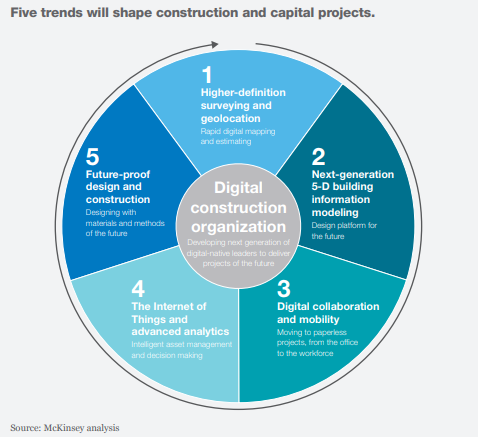 Five trends will shape construction and capital projects.
1
Higher-definition
surveying and
geolocation
Rapid digital mapping
and estimating
2
Next-generation
5-D building
information
modeling
Design platform for
the future
3
Digital collaboration
and mobility
Moving to paperless
projects, from the office
to the workforce
4
The Internet of
Things and
advanced analytics
Intelligent asset management
and decision making
5
Future-proof
design and
construction
Designing with
materials and methods
of the future
Digital
construction
organization
Developing next generation of
digital-native leaders to deliver
projects of the future
Source: McKinsey analysis